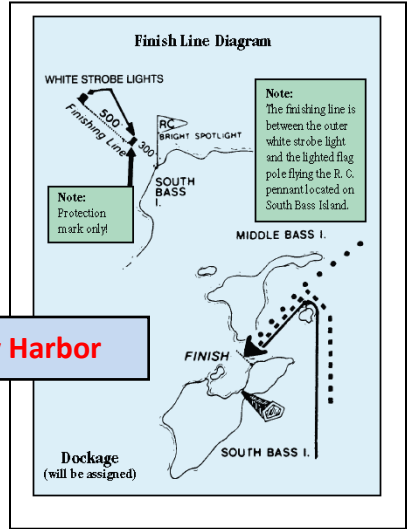 Finish Line Diagram
WHITE STROBE LIGHTS
500'
Finishing Line
300'
RC
BRIGHT SPOTLIGHT
SOUTH
BASS
I.
Note:
Protection
mark only!
Note:
The finishing line is
between the outer
white strobe light
and the lighted flag
pole flying the R. C.
pennant located on
South Bass Island.
MIDDLE BASS I.
Harbor
FINISH
SOUTH BASS I.
Dockage
(will be assigned)